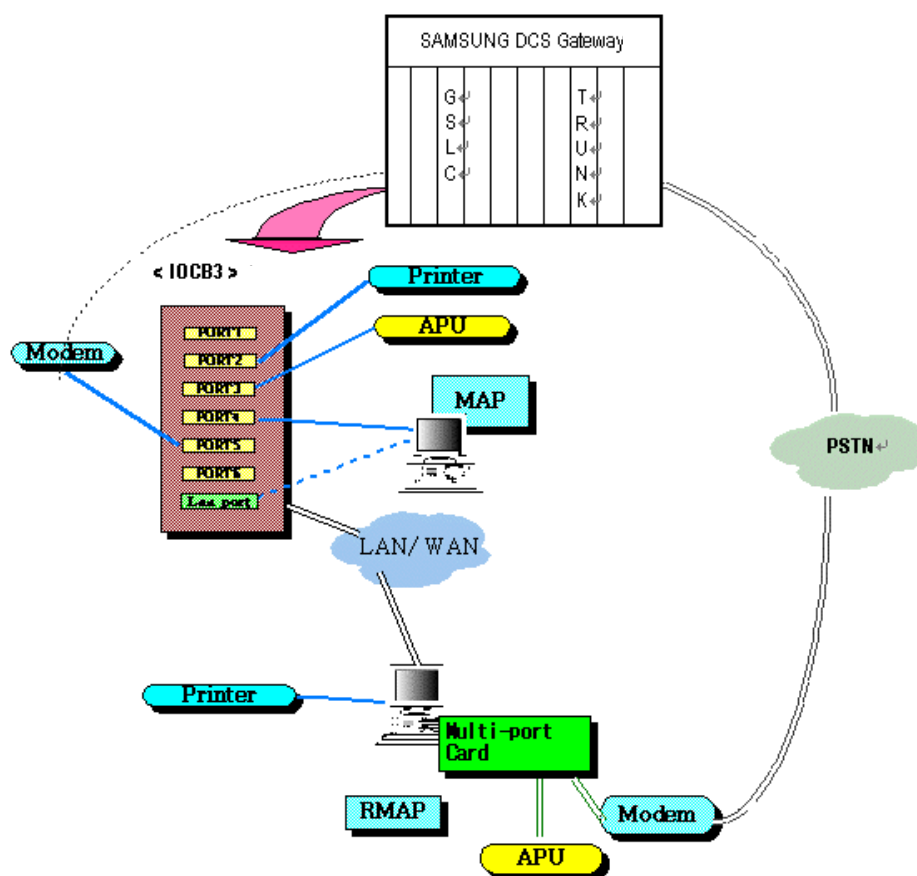 SAMSUNG DCS Gateway
G↵
S↵
L↵
C↵
T↵
R↵
U↵
N↵
K↵
< IOCB3 >
Printer
APU
Modem
PORT1
PORT2
PORT3
PORT4
PORT5
PORT6
Lan port
MAP
PSTN↵
LAN/WAN
Printer
Multi-port
Card
RMAP
Modem
APU